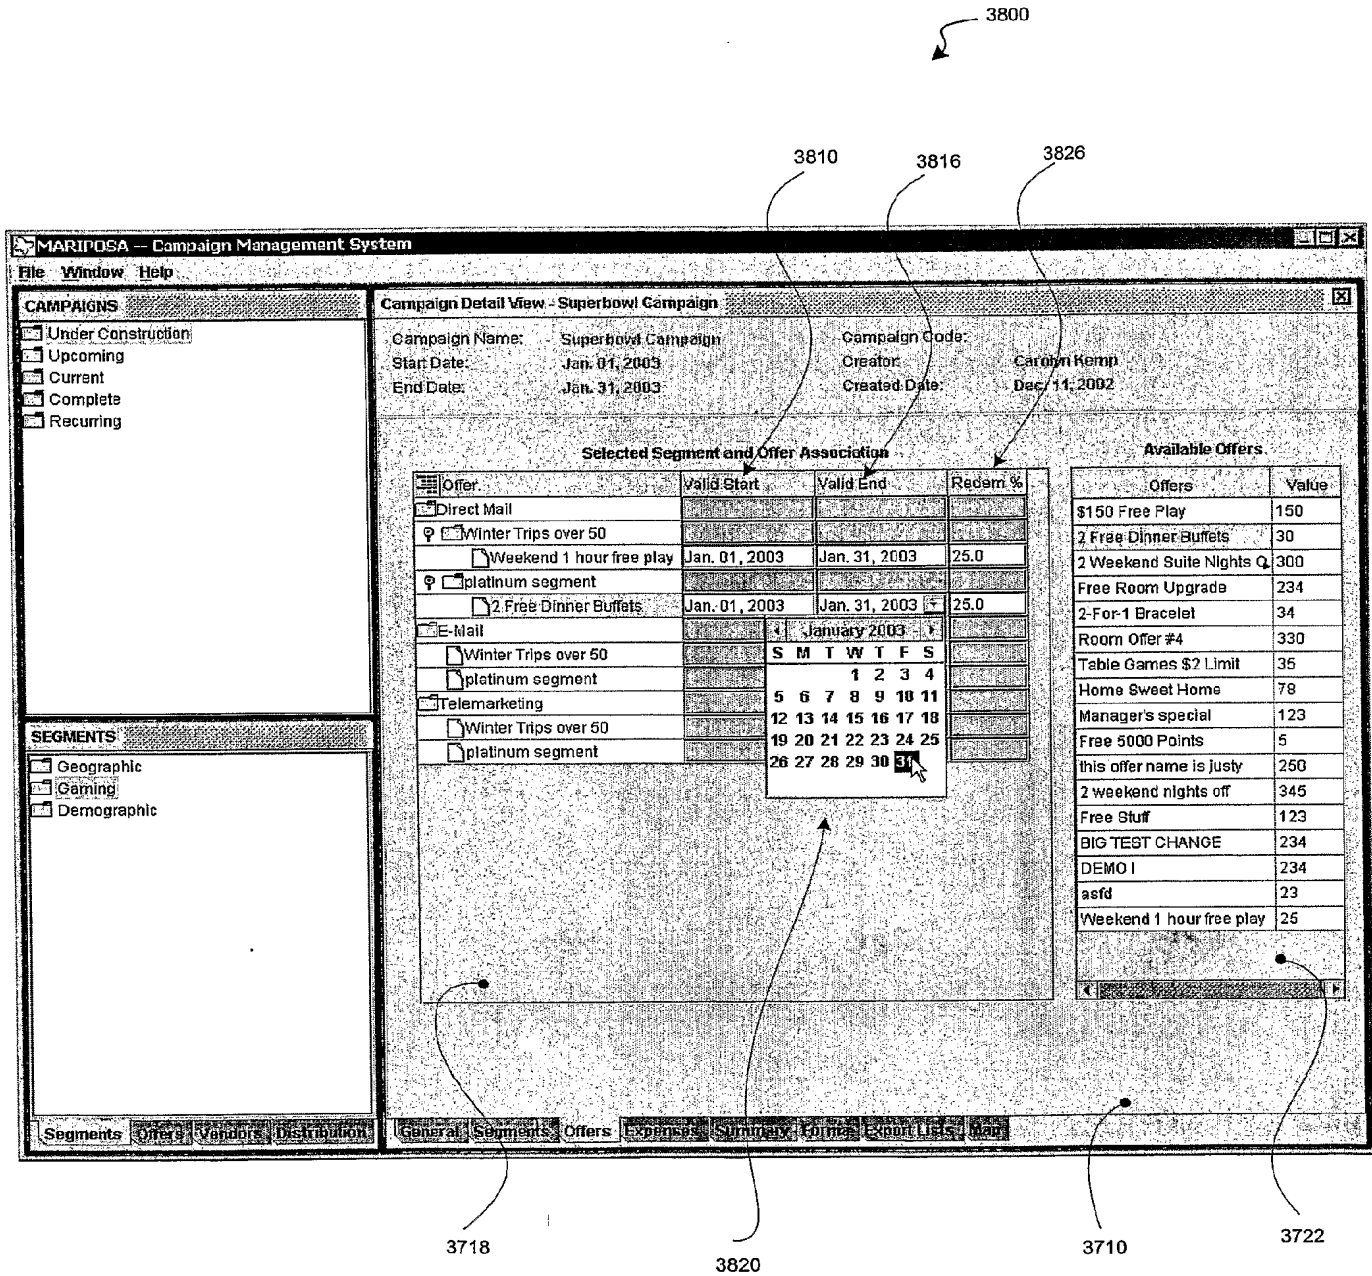 3800
3810
3816
3826
MARIPOSA -- Campaign Management System
File Window Help
CAMPAIGNS
Under Construction
Upcoming
Current
Complete
Recurring
SEGMENTS
Geographic
Gaming
Demographic
Segments Offers Vendors Distribution
Campaign Detail View - Superbowl Campaign
Campaign Name: Superbowl Campaign Campaign Code:
Start Date: Jan. 01, 2003 Creator: Carolyn Kemp
End Date: Jan. 31, 2003 Created Date: Dec. 11, 2002
Selected Segment and Offer Association
Offer Valid Start Valid End Redem %
Direct Mail
Winter Trips over 50
Weekend 1 hour free play Jan. 01, 2003 Jan. 31, 2003 25.0
platinum segment
2 Free Dinner Buffets Jan. 01, 2003 Jan. 31, 2003 25.0
E-Mail
Winter Trips over 50
platinum segment
Telemarketing
Winter Trips over 50
platinum segment
January 2003
S M T W T F S
1 2 3 4
5 6 7 8 9 10 11
12 13 14 15 16 17 18
19 20 21 22 23 24 25
26 27 28 29 30 31
Available Offers
Offers Value
$150 Free Play 150
2 Free Dinner Buffets 30
2 Weekend Suite Nights 300
Free Room Upgrade 234
2-For-1 Bracelet 34
Room Offer #4 330
Table Games $2 Limit 35
Home Sweet Home 78
Manager's special 123
Free 5000 Points 5
this offer name is justy 250
2 weekend nights off 345
Free Stuff 123
BIG TEST CHANGE 234
DEMO I 234
asfd 23
Weekend 1 hour free play 25
General Segments Offers Expenses Summary Format Export Lists Map
3718
3820
3710
3722